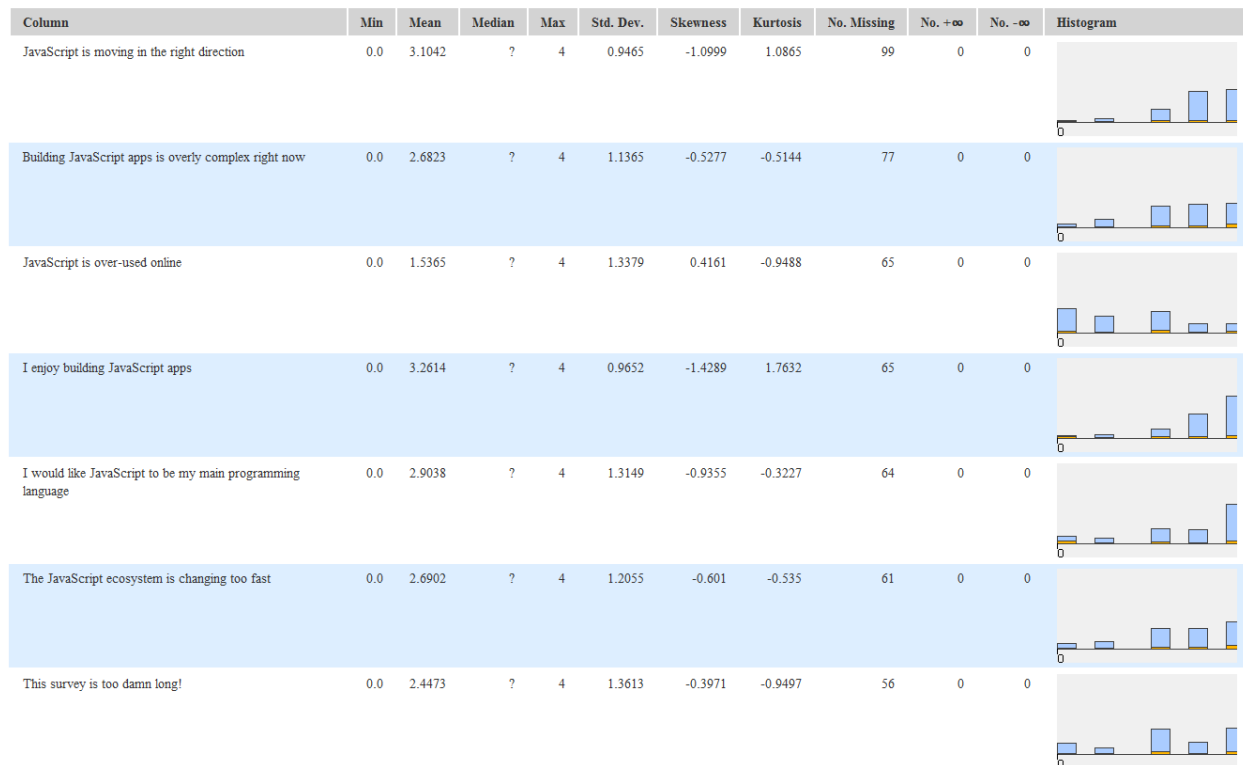 Column Min Mean Median Max Std. Dev. Skewness Kurtosis No. Missing No. +∞ No. -∞ Histogram
JavaScript is moving in the right direction 0.0 3.1042 ? 4 0.9465 -1.0999 1.0865 99 0 0
0
Building JavaScript apps is overly complex right now 0.0 2.6823 ? 4 1.1365 -0.5277 -0.5144 77 0 0
0
JavaScript is over-used online 0.0 1.5365 ? 4 1.3379 0.4161 -0.9488 65 0 0
0
I enjoy building JavaScript apps 0.0 3.2614 ? 4 0.9652 -1.4289 1.7632 65 0 0
0
I would like JavaScript to be my main programming 0.0 2.9038 ? 4 1.3149 -0.9355 -0.3227 64 0 0
language
0
The JavaScript ecosystem is changing too fast 0.0 2.6902 ? 4 1.2055 -0.601 -0.535 61 0 0
0
This survey is too damn long! 0.0 2.4473 ? 4 1.3613 -0.3971 -0.9497 56 0 0
0